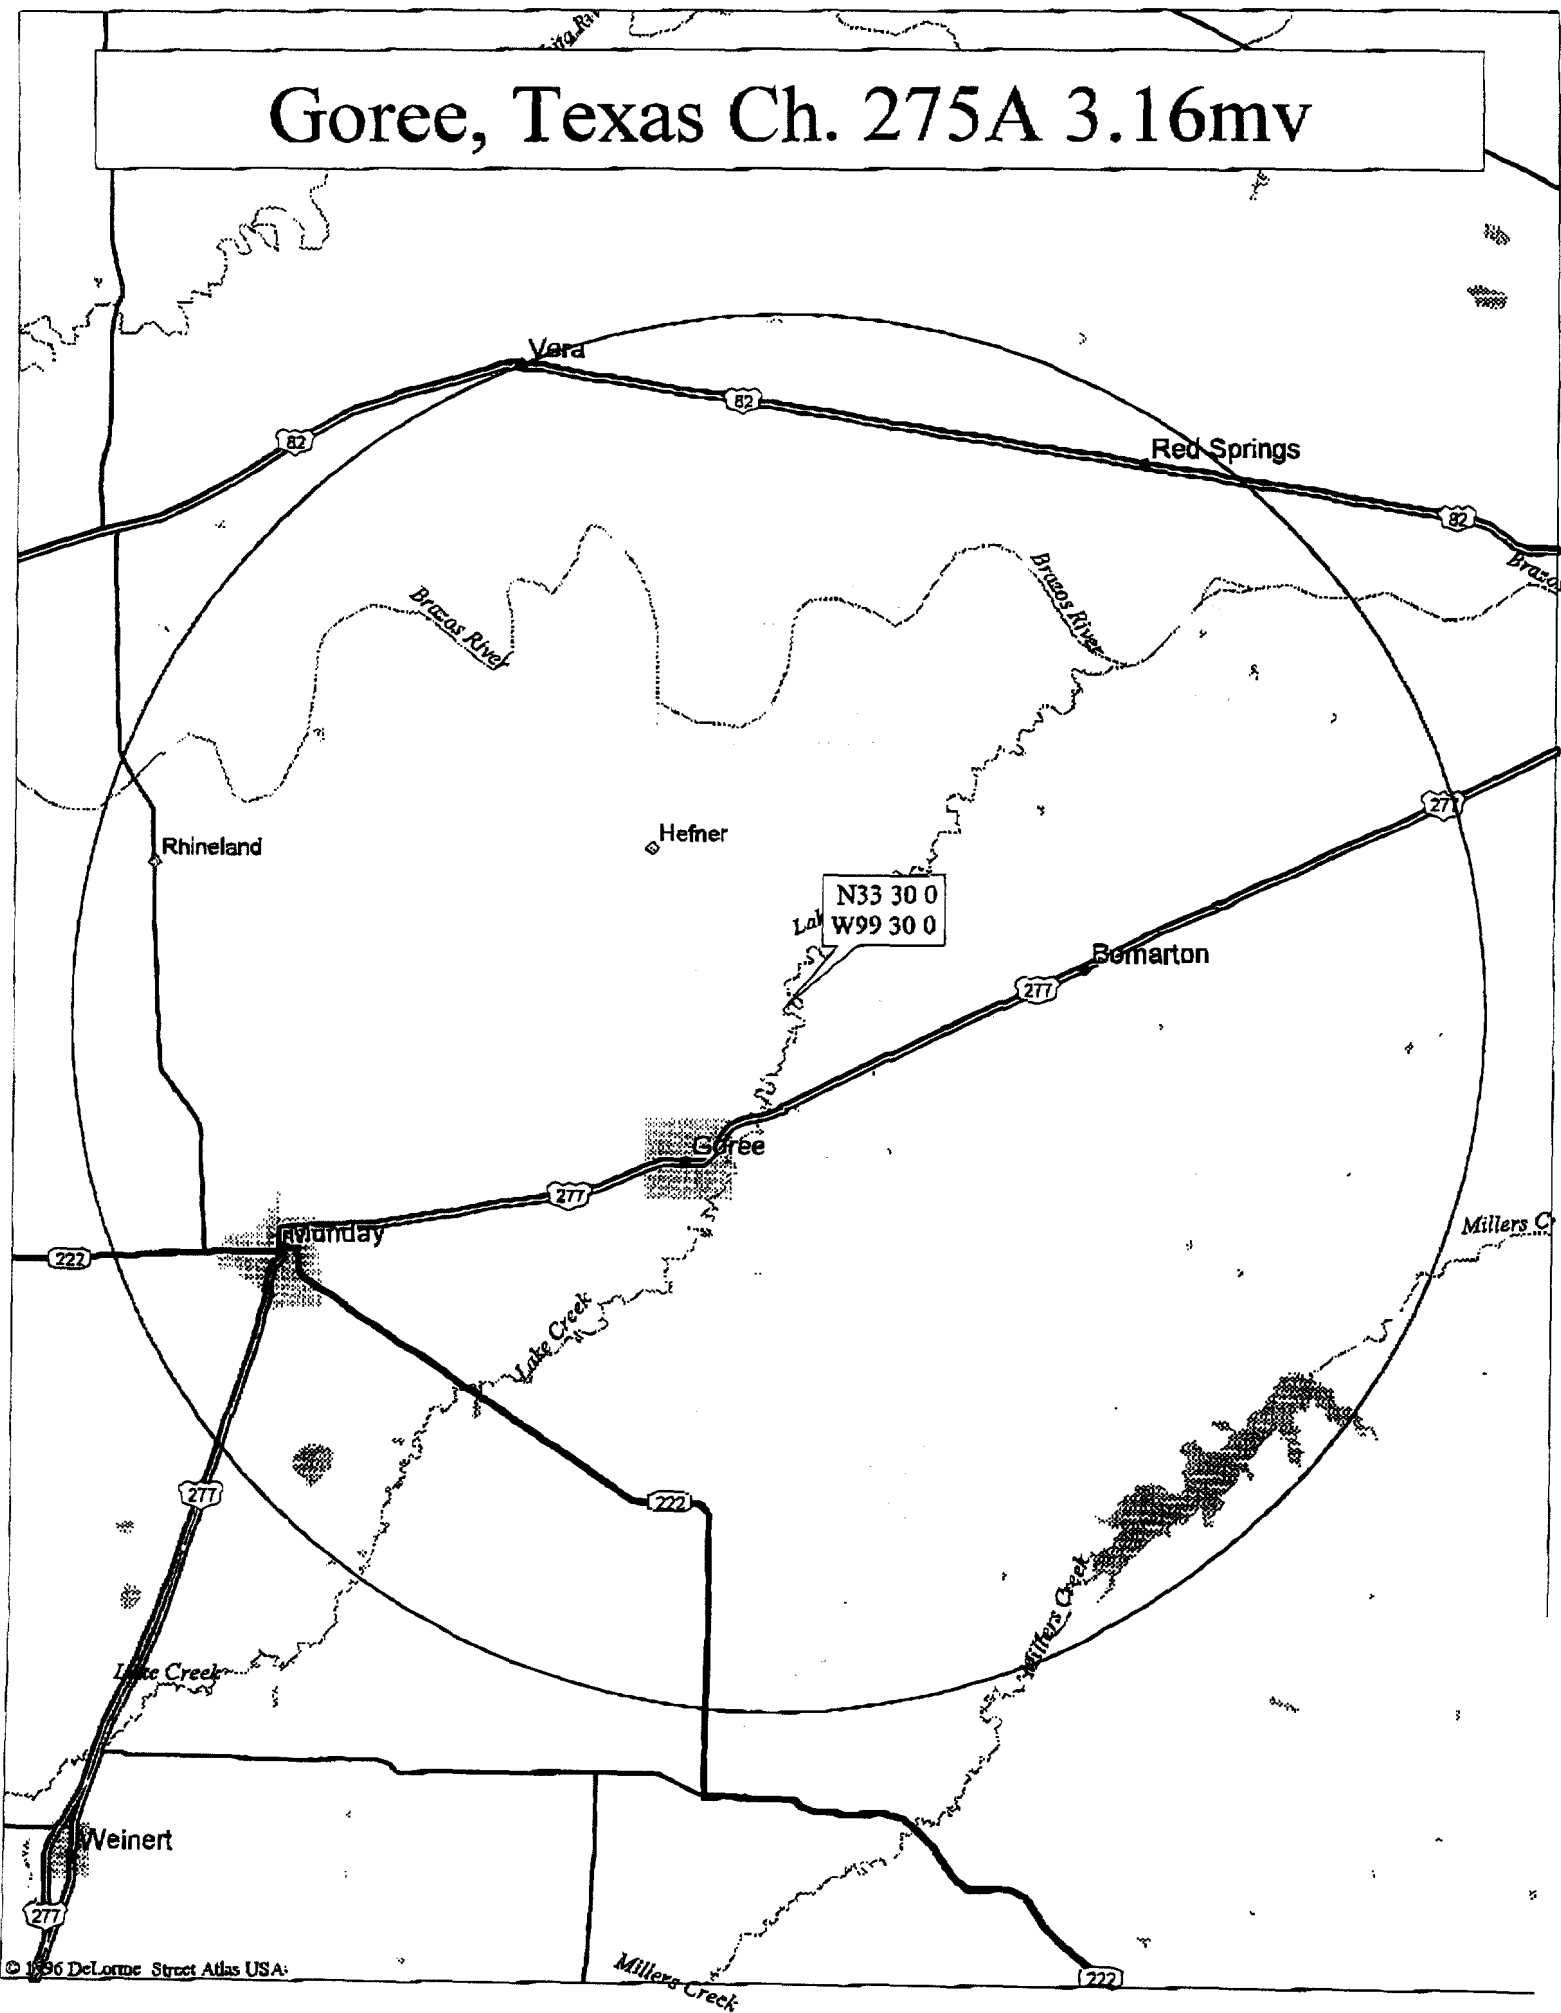 Goree, Texas Ch. 275A 3.16mv
Vera
82
82
Red Springs
82
Brazos River
Brazos River
Rhineland
Hefner
277
N33 30 0
W99 30 0
Bomarton
277
Goree
277
Munday
222
Millers
Lake Creek
277
222
Millers Creek
Lake Creek
Weinert
277
© 1996 DeLorme Street Atlas USA
Millers Creek
222